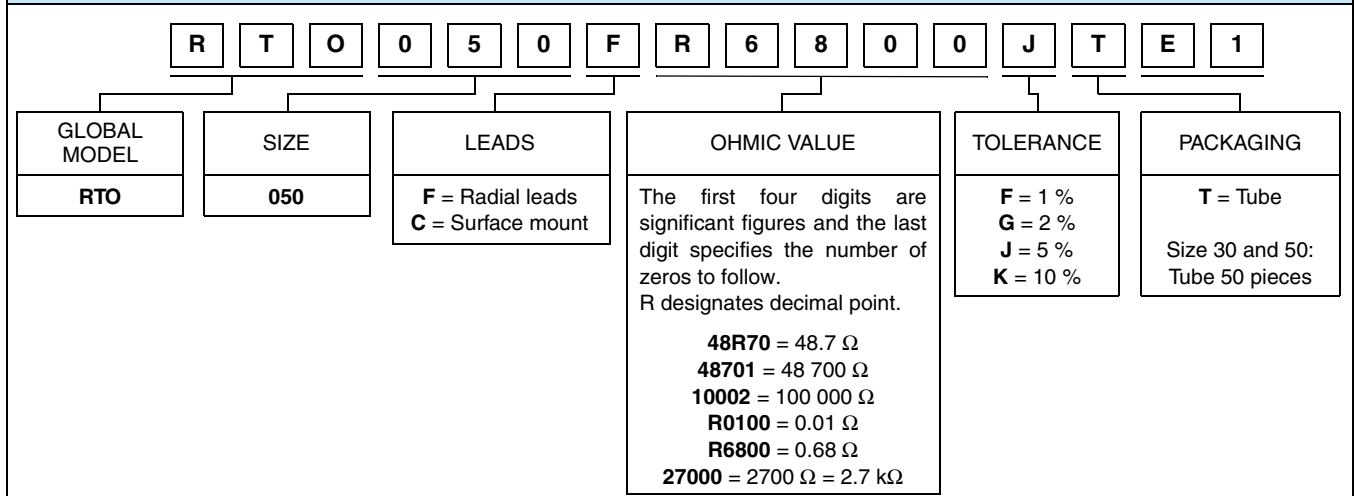 R T O 0 5 0 F R 6 8 0 0 J T E 1
GLOBAL
MODEL
RTO
SIZE
050
LEADS
F = Radial leads
C = Surface mount
OHMIC VALUE
The first four digits are
significant figures and the last
digit specifies the number of
zeros to follow.
R designates decimal point.
48R70 = 48.7 Ω
48701 = 48 700 Ω
10002 = 100 000 Ω
R0100 = 0.01 Ω
R6800 = 0.68 Ω
27000 = 2700 Ω = 2.7 kΩ
TOLERANCE
F = 1 %
G = 2 %
J = 5 %
K = 10 %
PACKAGING
T = Tube
Size 30 and 50:
Tube 50 pieces